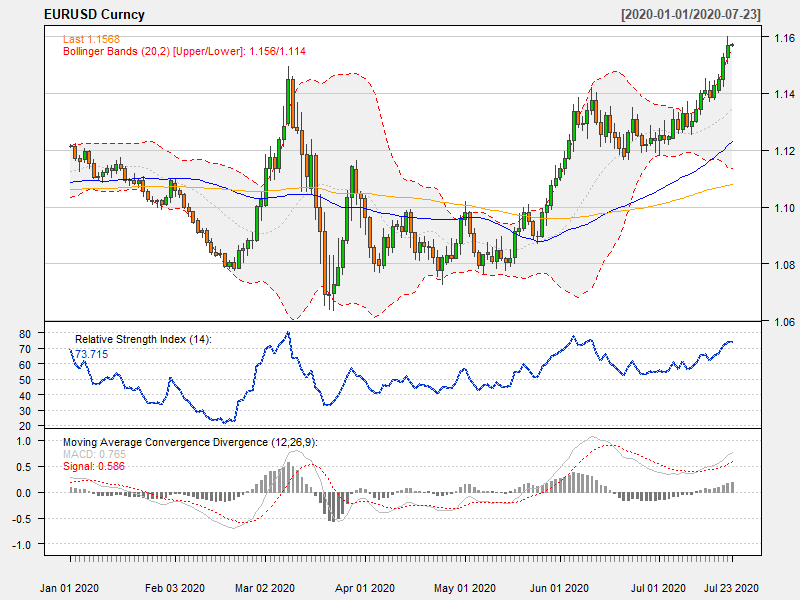 EURUSD Curncy [2020-01-01/2020-07-23]
Last 1.1568
Bollinger Bands (20,2) [Upper/Lower]: 1.156/1.114
1.16
1.14
1.12
1.10
1.08
1.06
Relative Strength Index (14):
73.715
80
70
60
50
40
30
20
Moving Average Convergence Divergence (12,26,9):
MACD: 0.765
Signal: 0.586
1.0
0.5
0.0
-0.5
-1.0
Jan 01 2020 Feb 03 2020 Mar 02 2020 Apr 01 2020 May 01 2020 Jun 01 2020 Jul 01 2020 Jul 23 2020